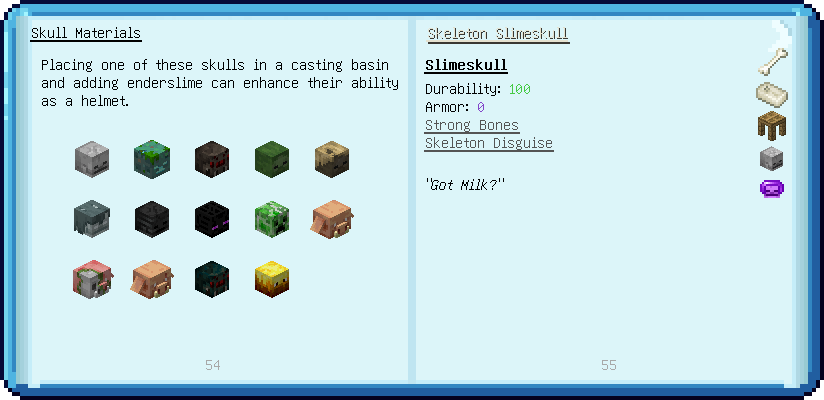 Skull Materials
Placing one of these skulls in a casting basin
and adding enderslime can enhance their ability
as a helmet.
54
Skeleton Slimeskull
Slimeskull
Durability: 100
Armor: 0
Strong Bones
Skeleton Disguise
"Got Milk?"
55